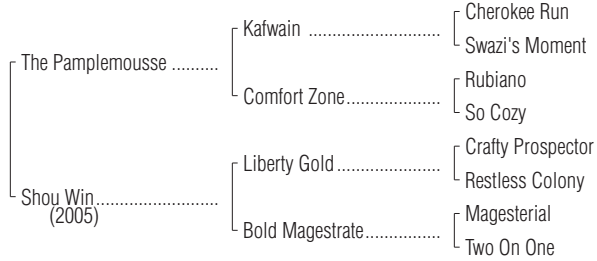 Cherokee Run
Kafwain ............................
Swazi's Moment
The Pamplemousse ..........
Rubiano
Comfort Zone....................
So Cozy
Crafty Prospector
Liberty Gold ......................
Restless Colony
Shou Win..........................
(2005)
Magesterial
Bold Magestrate................
Two On One